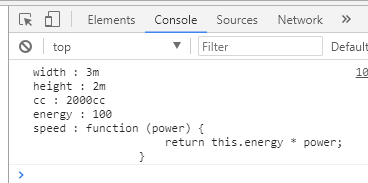 Elements Console Sources Network »
top ▼ Filter Default
width : 3m 10
height : 2m
cc : 2000cc
energy : 100
speed : function (power) {
return this.energy * power;
}
>